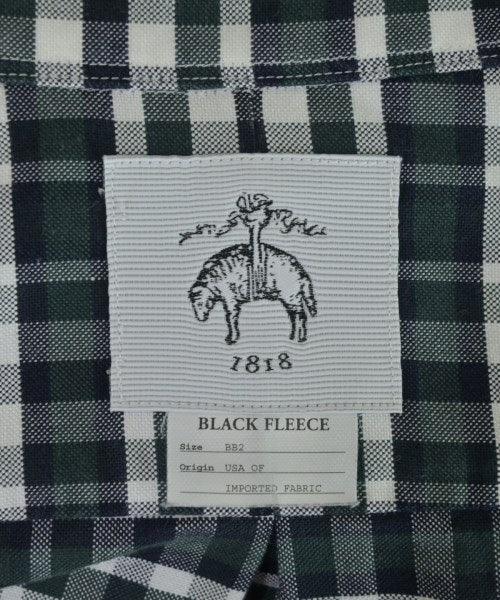 1818
BLACK FLEECE
Size BB2
Origin USA OF
IMPORTED FABRIC